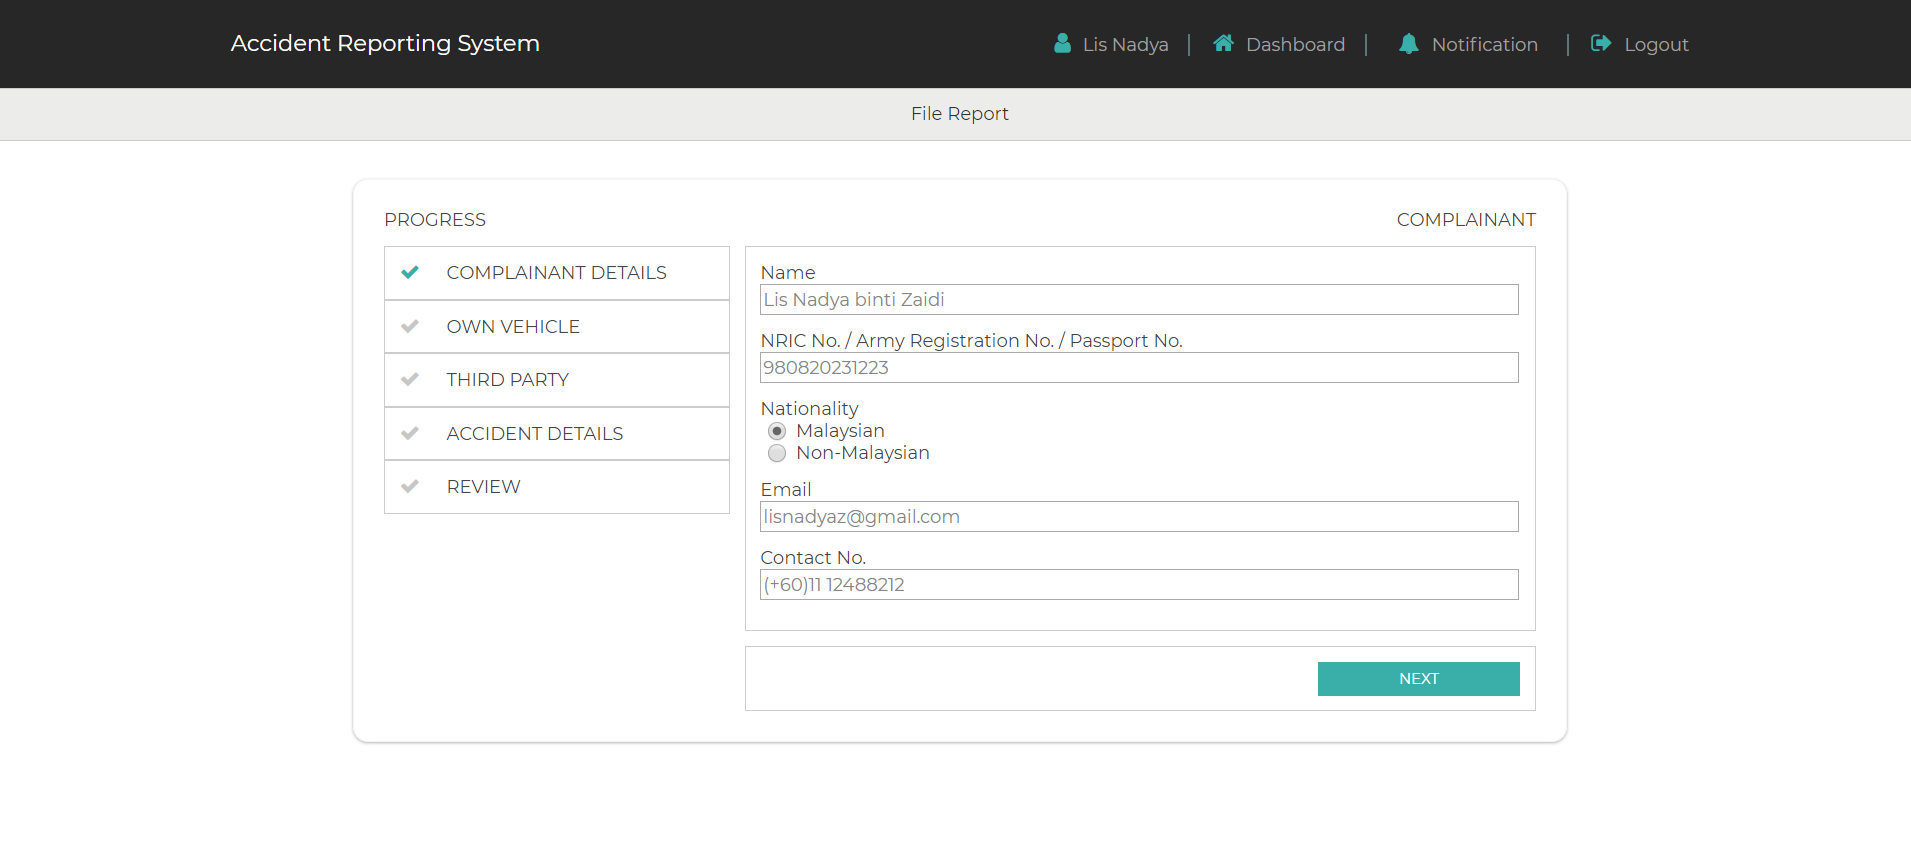 Accident Reporting System
Lis Nadya | Dashboard | Notification | Logout
File Report
PROGRESS
COMPLAINANT
COMPLAINANT DETAILS
OWN VEHICLE
THIRD PARTY
ACCIDENT DETAILS
REVIEW
Name
Lis Nadya binti Zaidi
NRIC No. / Army Registration No. / Passport No.
980820231223
Nationality
Malaysian
Non-Malaysian
Email
lisnadyaz@gmail.com
Contact No.
(+60)11 12488212
NEXT